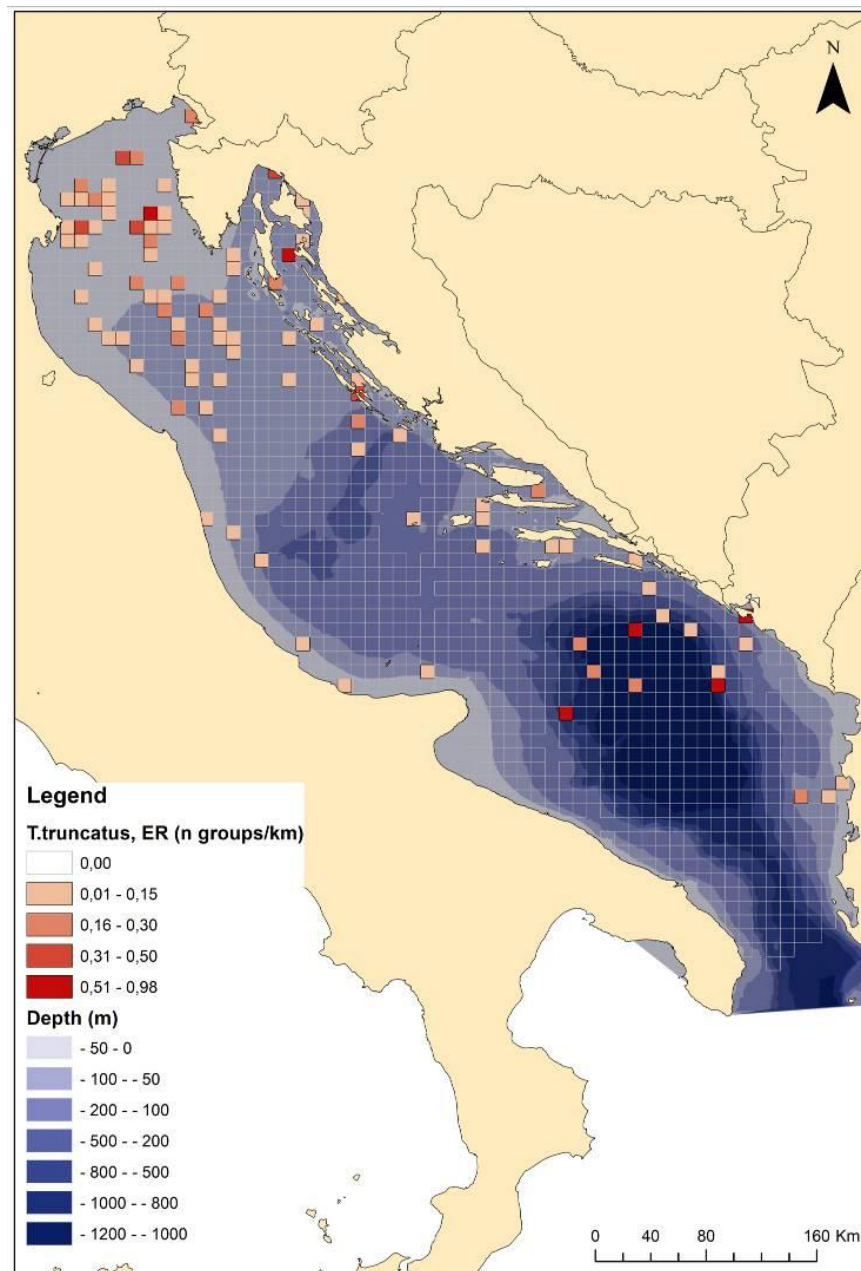 N
Legend
T.truncatus, ER (n groups/km)
0,00
0,01 - 0,15
0,16 - 0,30
0,31 - 0,50
0,51 - 0,98
Depth (m)
- 50 - 0
- 100 - - 50
- 200 - - 100
- 500 - - 200
- 800 - - 500
- 1000 - - 800
- 1200 - - 1000
0 40 80 160 Km